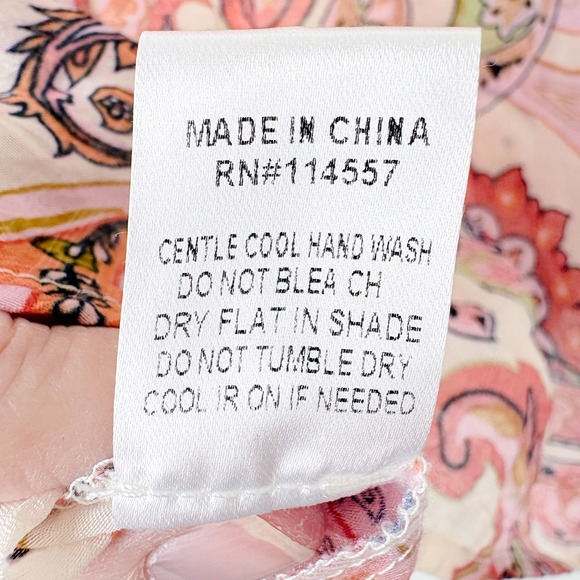 MADE IN CHINA
RN#114557
CENTLE COOL HAND WASH
DO NOT BLEA CH
DRY FLAT IN SHADE
DO NOT TUMBLE DRY
COOL IR ON IF NEEDED